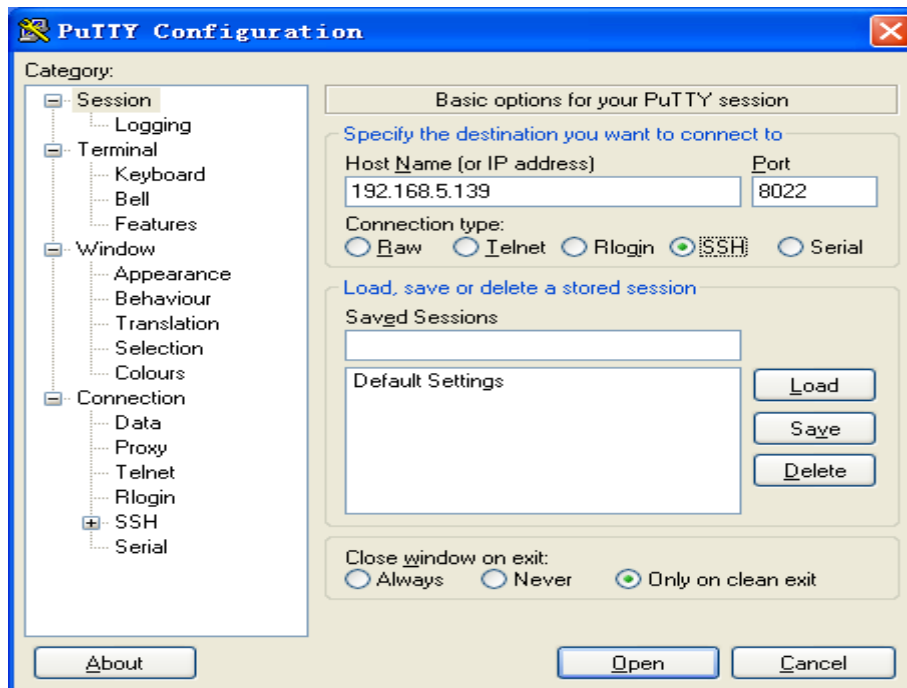 PuTTY Configuration
Category:
Session
Logging
Terminal
Keyboard
Bell
Features
Window
Appearance
Behaviour
Translation
Selection
Colours
Connection
Data
Proxy
Telnet
Rlogin
SSH
Serial
Basic options for your PuTTY session
Specify the destination you want to connect to
Host Name (or IP address) Port
192.168.5.139 8022
Connection type:
Raw Telnet Rlogin SSH Serial
Load, save or delete a stored session
Saved Sessions
Default Settings
Load
Save
Delete
Close window on exit:
Always Never Only on clean exit
About Open Cancel